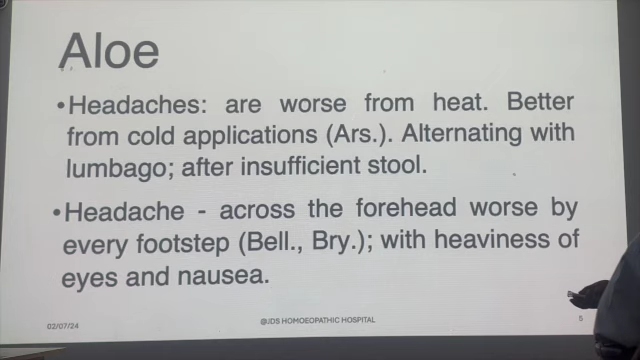 Aloe
•Headaches: are worse from heat. Better
from cold applications (Ars.). Alternating with
lumbago; after insufficient stool.
•Headache - across the forehead worse by
every footstep (Bell., Bry.); with heaviness of
eyes and nausea.
02/07/24
@JDS HOMOEOPATHIC HOSPITAL
5